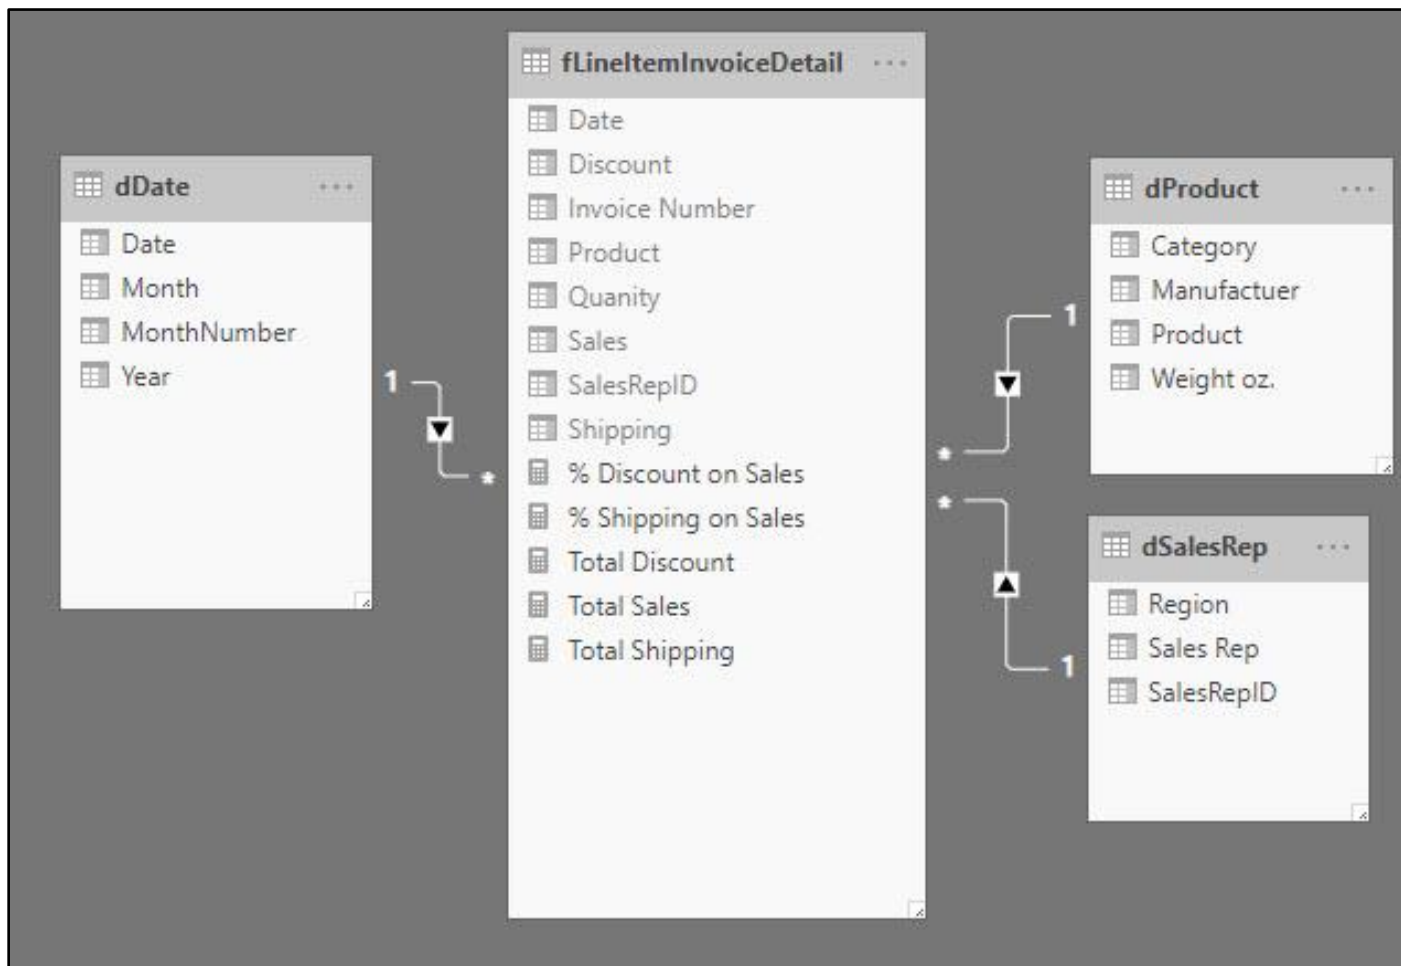 fLineItemInvoiceDetail
Date
Discount
Invoice Number
Product
Quanity
Sales
SalesRepID
Shipping
% Discount on Sales
% Shipping on Sales
Total Discount
Total Sales
Total Shipping
dDate
Date
Month
MonthNumber
Year
1
*
dProduct
Category
Manufactuer
Product
Weight oz.
1
*
*
dSalesRep
Region
Sales Rep
SalesRepID
1